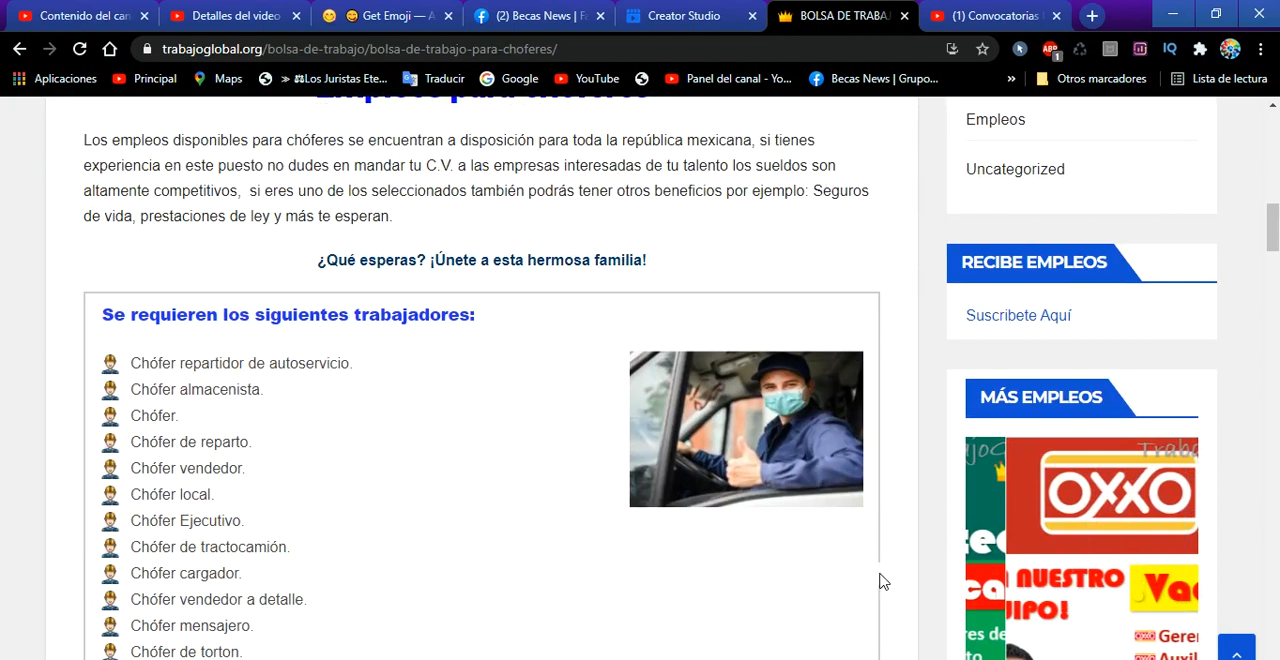 Contenido del can
Detalles del video
Get Emoji — A
(2) Becas News | Fa
Creator Studio
BOLSA DE TRABAJ
(1) Convocatorias
trabajoglobal.org/bolsa-de-trabajo/bolsa-de-trabajo-para-choferes/
Aplicaciones
Principal
Maps
» ⚖Los Juristas Ete...
Traducir
Google
YouTube
Panel del canal - Yo...
Becas News | Grupo...
»
Otros marcadores
Lista de lectura
Empleos para choferes
Los empleos disponibles para chóferes se encuentran a disposición para toda la república mexicana, si tienes
experiencia en este puesto no dudes en mandar tu C.V. a las empresas interesadas de tu talento los sueldos son
altamente competitivos, si eres uno de los seleccionados también podrás tener otros beneficios por ejemplo: Seguros
de vida, prestaciones de ley y más te esperan.
¿Qué esperas? ¡Únete a esta hermosa familia!
Se requieren los siguientes trabajadores:
Chófer repartidor de autoservicio.
Chófer almacenista.
Chófer.
Chófer de reparto.
Chófer vendedor.
Chófer local.
Chófer Ejecutivo.
Chófer de tractocamión.
Chófer cargador.
Chófer vendedor a detalle.
Chófer mensajero.
Chófer de torton.
Empleos
Uncategorized
RECIBE EMPLEOS
Suscribete Aquí
MÁS EMPLEOS
OXXO
NUESTRO
IPO!
Vac
Geren
Auxil